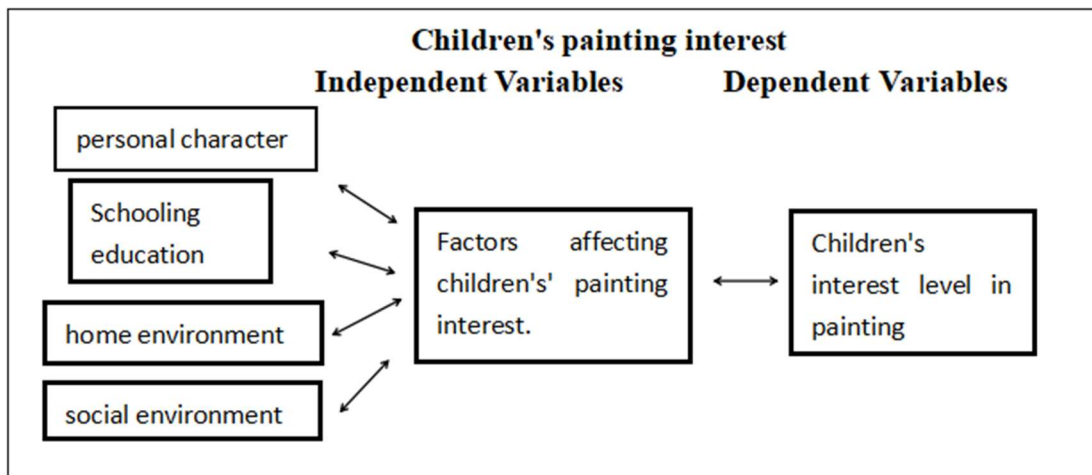 Children's painting interest
Independent Variables Dependent Variables
personal character
Schooling
education
home environment
social environment
Factors affecting
children's' painting
interest.
Children's
interest level in
painting